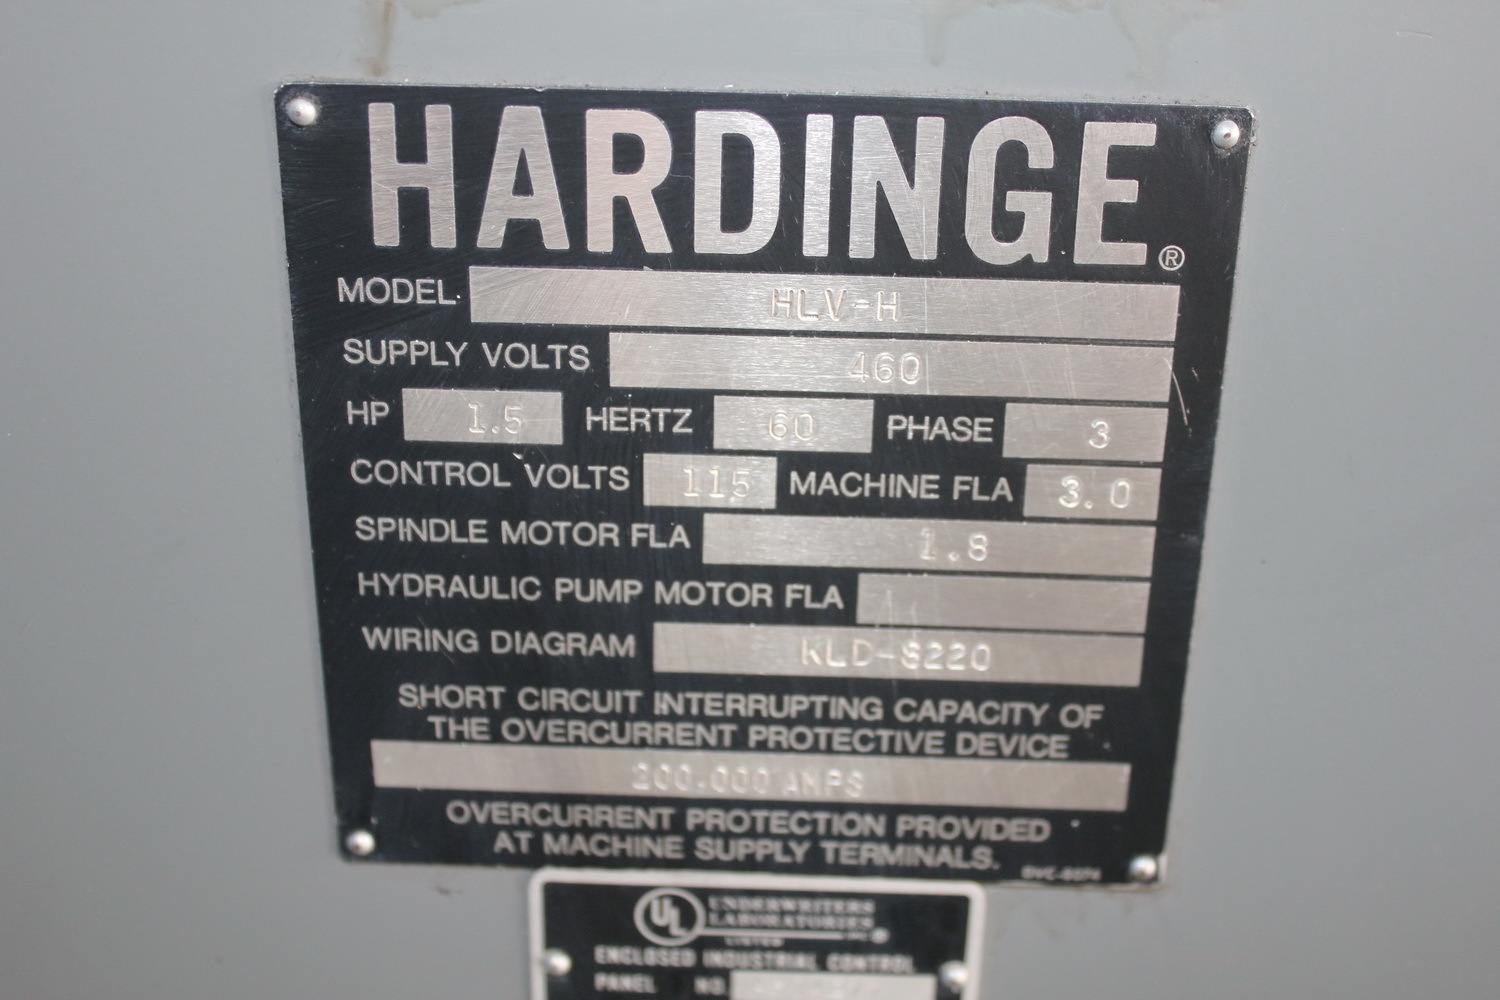 HARDINGE®
MODEL HLV-H
SUPPLY VOLTS 460
HP 1.5 HERTZ 60 PHASE 3
CONTROL VOLTS 115 MACHINE FLA 3.0
SPINDLE MOTOR FLA 1.8
HYDRAULIC PUMP MOTOR FLA
WIRING DIAGRAM KLD-S220
SHORT CIRCUIT INTERRUPTING CAPACITY OF
THE OVERCURRENT PROTECTIVE DEVICE
200,000 AMPS
OVERCURRENT PROTECTION PROVIDED
AT MACHINE SUPPLY TERMINALS.
UL UNDERWRITERS
LABORATORIES INC.®
LISTED
ENCLOSED INDUSTRIAL CONTROL
PANEL NO.